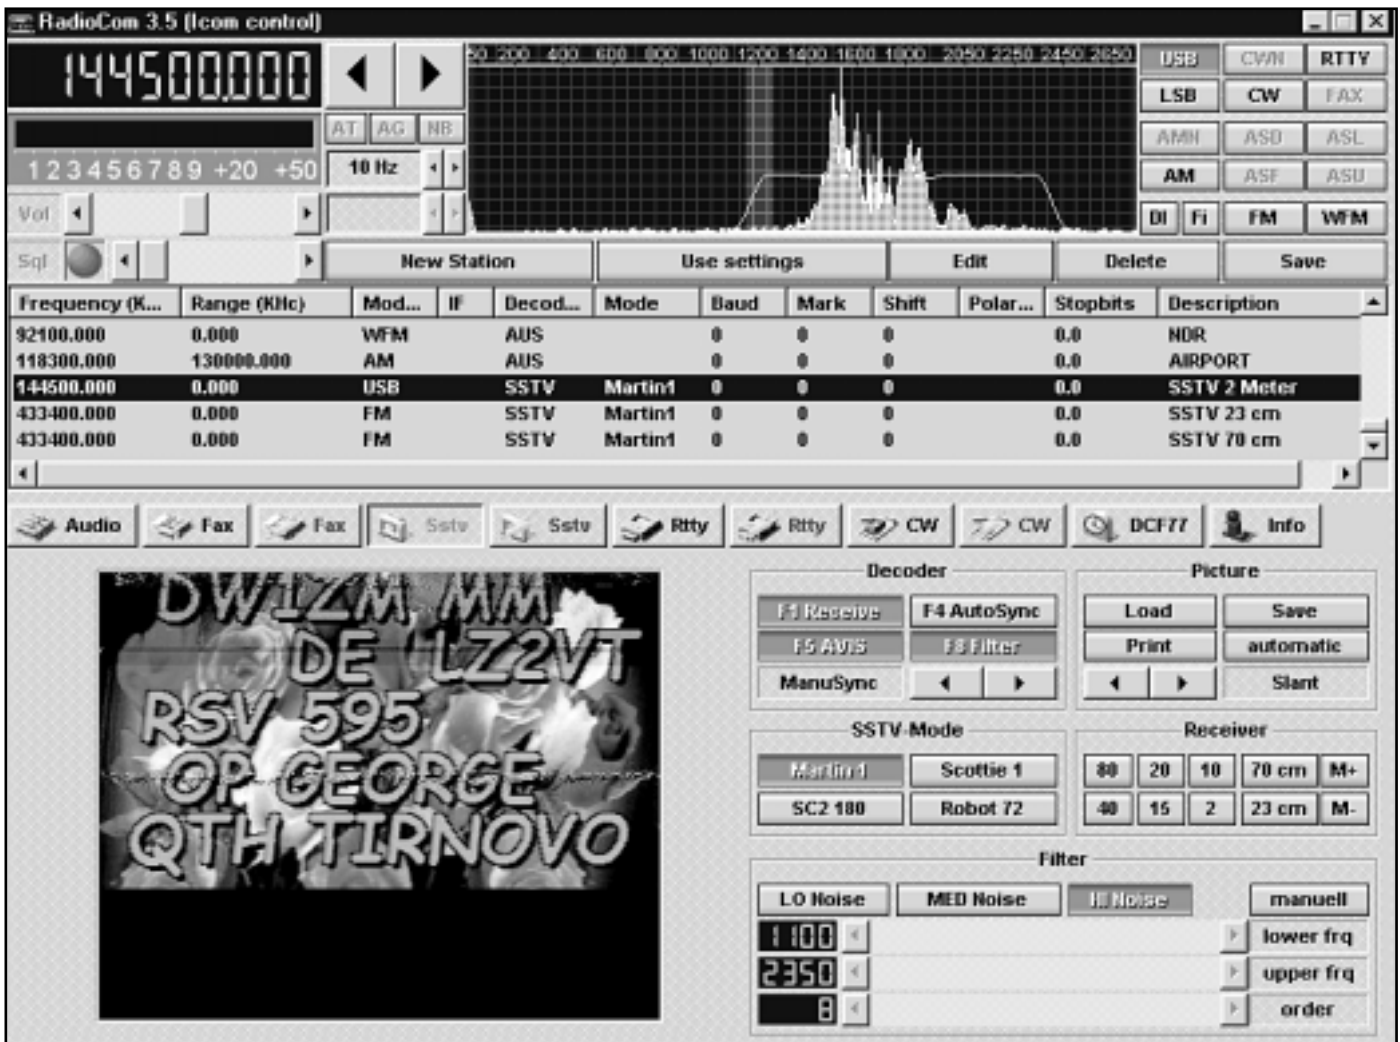 RadioCom 3.5 (Icom control)
144500.000
50 200 400 600 800 1000 1200 1400 1600 1800 2050 2250 2450 2650
USB CWN RTTY
LSB CW FAX
AT AG NB
AMN ASD ASL
1 2 3 4 5 6 7 8 9 +20 +50
10 Hz
AM ASF ASU
Vol
DI Fi FM WFM
Sql
New Station Use settings Edit Delete Save
Frequency (K... Range (KHc) Mod... IF Decod... Mode Baud Mark Shift Polar... Stopbits Description
92100.000 0.000 WFM AUS 0 0 0 0.0 NDR
118300.000 130000.000 AM AUS 0 0 0 0.0 AIRPORT
144500.000 0.000 USB SSTV Martin1 0 0 0 0.0 SSTV 2 Meter
433400.000 0.000 FM SSTV Martin1 0 0 0 0.0 SSTV 23 cm
433400.000 0.000 FM SSTV Martin1 0 0 0 0.0 SSTV 70 cm
Audio Fax Fax Sstv Sstv Rtty Rtty CW CW DCF77 Info
DW1ZM MM
DE LZ2VT
RSV 595
OP GEORGE
QTH TIRNOVO
Decoder
F1 Receive F4 AutoSync
F5 AVIS F8 Filter
ManuSync
Picture
Load Save
Print automatic
Slant
SSTV-Mode
Martin 1 Scottie 1
SC2 180 Robot 72
Receiver
80 20 10 70 cm M+
40 15 2 23 cm M-
Filter
LO Noise MED Noise HI Noise manuell
1100 lower frq
2350 upper frq
8 order